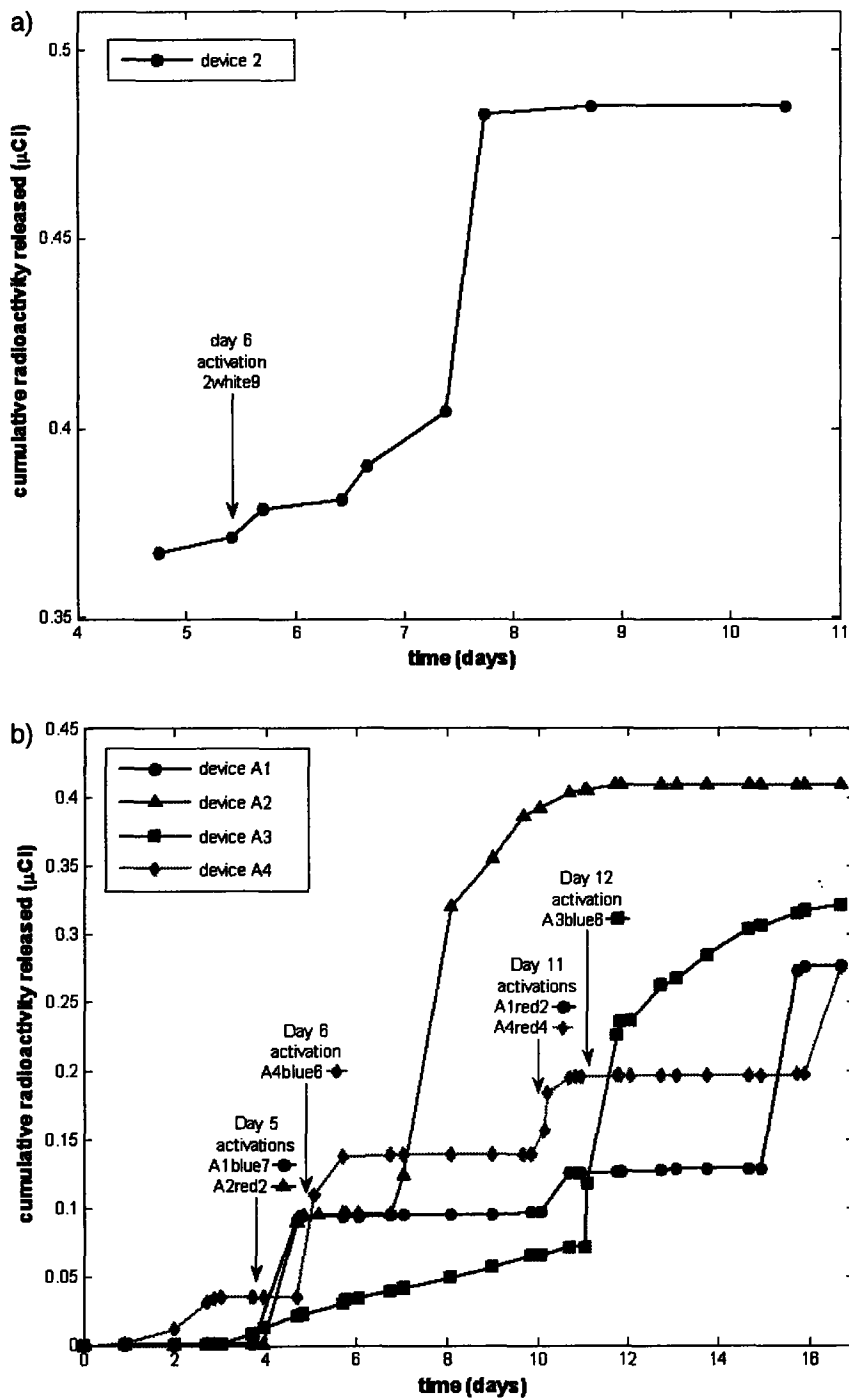 a)
device 2
cumulative radioactivity released (μCi)
0.5
0.45
0.4
0.35
day 6
activation
2white9
4 5 6 7 8 9 10 11
time (days)
b)
device A1
device A2
device A3
device A4
cumulative radioactivity released (μCi)
0.45
0.4
0.35
0.3
0.25
0.2
0.15
0.1
0.05
0
Day 5
activations
A1blue7
A2red2
Day 6
activation
A4blue6
Day 11
activations
A1red2
A4red4
Day 12
activation
A3blue8
0 2 4 6 8 10 12 14 16
time (days)